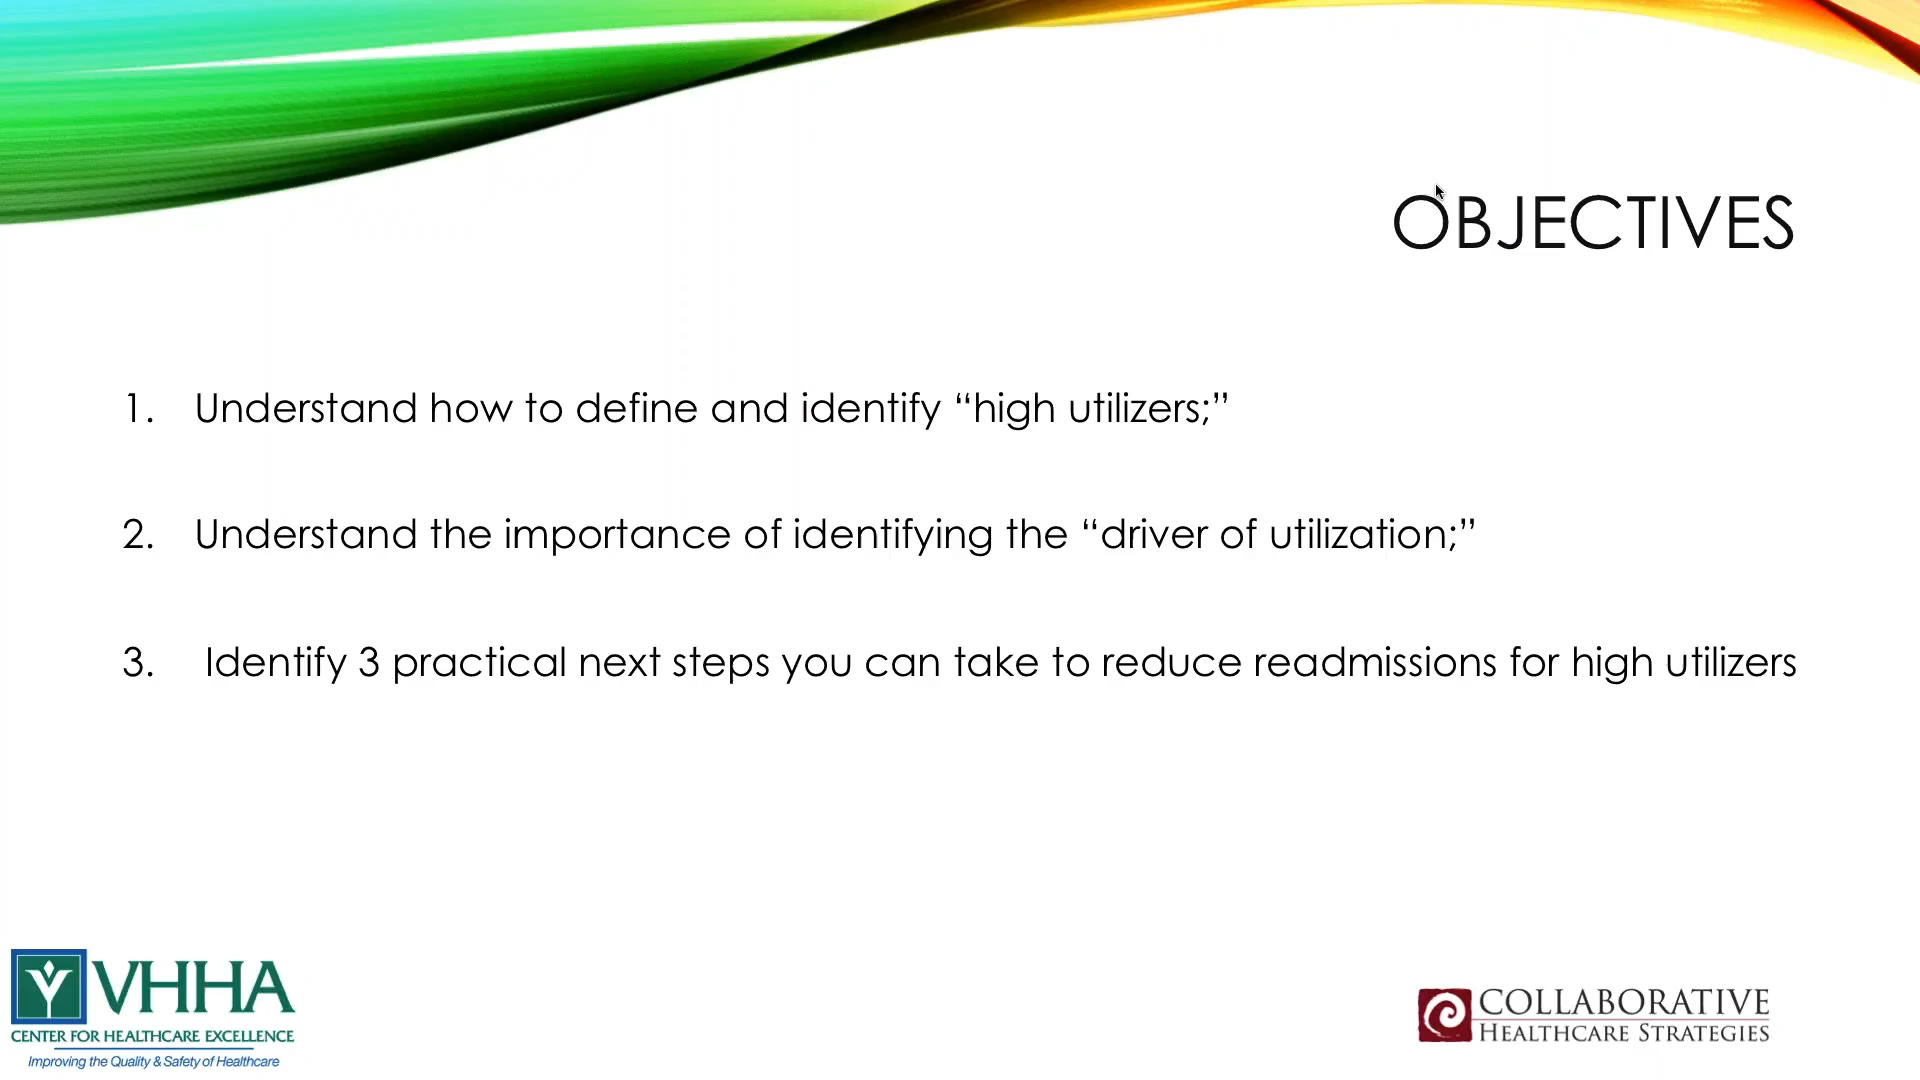 OBJECTIVES
1. Understand how to define and identify “high utilizers;”
2. Understand the importance of identifying the “driver of utilization;”
3. Identify 3 practical next steps you can take to reduce readmissions for high utilizers
VHHA
CENTER FOR HEALTHCARE EXCELLENCE
Improving the Quality & Safety of Healthcare
COLLABORATIVE
HEALTHCARE STRATEGIES